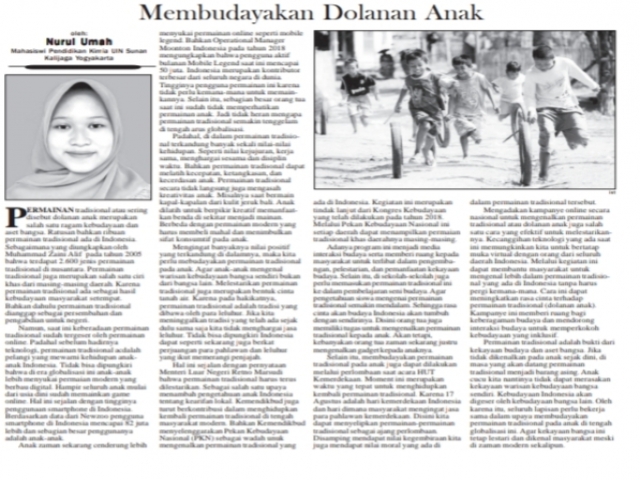 Membudayakan Dolanan Anak
oleh:
Nurul Umah
Mahasiswi Pendidikan Kimia UIN Sunan
Kalijaga Yogyakarta
PERMAINAN tradisional atau sering
disebut dolanan anak merupakan
salah satu ragam kebudayaan dan
aset bangsa. Ratusan bahkan ribuan
permainan tradisional ada di Indonesia.
Sebagaimana yang diungkapkan oleh
Muhammad Zaini Alif pada tahun 2005
bahwa terdapat 2.600 jenis permainan
tradisional di nusantara. Permainan
tradisional juga merupakan salah satu ciri
khas dari masing-masing daerah. Karena
permainan tradisional ada sebagai hasil
kebudayaan masyarakat setempat.
Bahkan dahulu permainan tradisional
dianggap sebagai persembahan dan
pengabdian untuk negeri.
Namun, saat ini keberadaan permainan
tradisional sudah tergeser oleh permainan
online. Padahal sebelum hadirnya
teknologi, permainan tradisional adalah
pelangi yang mewarnai kehidupan anak-
anak Indonesia. Tidak bisa dipungkiri
bahwa di era globalisasi ini anak-anak
lebih menyukai permaian modern yang
berbau digital. Hampir seluruh anak mulai
dari usia dini sudah memainkan game
online. Hal ini sejalan dengan tingginya
penggunaan smartphone di Indonesia.
Berdasarkan data dari Newzoo pengguna
smartphone di Indonesia mencapai 82 juta
lebih dan sebagian besar penggunanya
adalah anak-anak.
Anak zaman sekarang cenderung lebih
menyukai permainan online seperti mobile
legend. Bahkan Operational Manager
Moonton Indonesia pada tahun 2018
mengungkapkan bahwa pengguna aktif
bulanan Mobile Legend saat ini mencapai
50 juta. Indonesia merupakan kontributor
terbesar dari seluruh negara di dunia.
Tingginya pengguna permainan ini karena
tidak perlu kemana-mana untuk memain-
kannya. Selain itu, sebagian besar orang tua
saat ini sudah tidak memperhatikan
permainan anak. Jadi tidak heran mengapa
permainan tradisional semakin tenggelam
di tengah arus globalisasi.
Padahal, di dalam permainan tradisio-
nal terkandung banyak sekali nilai-nilai
kehidupan. Seperti nilai kejujuran, kerja
sama, menghargai sesama dan disiplin
waktu. Bahkan permainan tradisional dapat
melatih kecepatan, ketangkasan, dan
kecerdasan anak. Permainan tradisional
secara tidak langsung juga mengasah
kreativitas anak. Misalnya saat bermain
kapal-kapalan dari kulit jeruk bali. Anak
dilatih untuk berpikir kreatif memanfaat-
kan benda di sekitar menjadi mainan.
Berbeda dengan permainan modern yang
harus membeli mahal dan menimbulkan
sifat konsumtif pada anak.
Mengingat banyaknya nilai positif
yang terkandung di dalamnya, maka kita
perlu membudayakan permainan tradisional
pada anak. Agar anak-anak mengenal
warisan kebudayaan bangsa sendiri bukan
dari bangsa lain. Melestarikan permainan
tradisional juga merupakan bentuk cinta
tanah air. Karena pada hakikatnya,
permainan tradisional adalah tradisi yang
dibawa oleh para leluhur. Jika kita
meninggalkan tradisi yang telah ada sejak
dulu sama saja kita tidak menghargai jasa
leluhur. Tidak bisa dipungkiri Indonesia
dapat seperti sekarang juga berkat
perjuangan para pahlawan dan leluhur
yang ikut memerangi penjajah.
Hal ini sejalan dengan pernyataan
Menteri Luar Negeri Retno Marsudi
bahwa permainan tradisional harus terus
dilestarikan. Sebagai salah satu upaya
menambah pengetahuan anak Indonesia
tentang kearifan lokal. Kemendikbud juga
turut berkontribusi dalam menghidupkan
kembali permainan tradisional di tengah
masyarakat modern. Bahkan Kemendikbud
menyelenggarakan Pekan Kebudayaan
Nasional (PKN) sebagai wadah untuk
mengenalkan permainan tradisional yang
ada di Indonesia. Kegiatan ini merupakan
tindak lanjut dari Kongres Kebudayaan
yang telah dilakukan pada tahun 2018.
Melalui Pekan Kebudayaan Nasional ini
setiap daerah dapat menampilkan permainan
tradisional khas daerahnya masing-masing.
Adanya program ini menjadi media
interaksi budaya serta memberi ruang kepada
masyarakat untuk terlibat dalam pengemba-
ngan, pelestarian, dan pemanfaatan kekayaan
budaya. Selain itu, di sekolah-sekolah juga
perlu memasukan permainan tradisional ini
ke dalam pembelajaran seni budaya. Agar
pengetahuan siswa mengenai permainan
tradisional semakin mendalam. Sehingga rasa
cinta akan budaya Indonesia akan tumbuh
dengan sendirinya. Disini orang tua juga
memiliki tugas untuk mengenalkan permainan
tradisional kepada anak. Akan tetapi,
kebanyakan orang tua zaman sekarang justru
mengenalkan gadget kepada anaknya.
Selain itu, membudayakan permainan
tradisional pada anak juga dapat dilakukan
melalui perlombaan saat acara HUT
Kemerdekaan. Momen ini merupakan
waktu yang tepat untuk menghidupkan
kembali permainan tradisional. Karena 17
Agustus adalah hari kemerdekaan Indonesia
dan hari dimana masyarakat mengingat jasa
para pahlawan kemerdekaan. Disini kita
dapat menyelipkan permainan-permainan
tradisional sebagai ajang perlombaan.
Disamping mendapat nilai kegembiraan kita
juga mendapat nilai moral yang ada di
dalam permainan tradisional tersebut.
Mengadakan kampanye online secara
nasional untuk mengenalkan permainan
tradisional atau dolanan anak juga salah
satu cara yang efektif untuk melestarikan-
nya. Kecanggihan teknologi yang ada saat
ini memungkinkan kita untuk bertatap
muka virtual dengan orang dari seluruh
daerah Indonesia. Melalui kegiatan ini
dapat membantu masyarakat untuk
mengenal lebih dalam permainan tradisio-
nal yang ada di Indonesia tanpa harus
pergi kemana-mana. Cara ini dapat
meningkatkan rasa cinta terhadap
permainan tradisional (dolanan anak).
Kampanye ini memberi ruang bagi
keberagaman budaya dan mendorong
interaksi budaya untuk memperkokoh
kebudayaan yang inklusif.
Permainan tradisional adalah bukti dari
kekayaan budaya dan aset bangsa. Jika
tidak dikenalkan pada anak sejak dini, di
masa yang akan datang permainan
tradisional menjadi barang asing. Anak
cucu kita nantinya tidak dapat merasakan
kekayaan warisan kebudayaan bangsa
sendiri. Kebudayaan Indonesia akan
digeser oleh kebudayaan bangsa lain. Oleh
karena itu, seluruh lapisan perlu bekerja
sama dalam upaya membudayakan
permainan tradisional pada anak di tengah
globalisasi ini. Agar kekayaan bangsa ini
tetap lestari dan dikenal masyarakat meski
di zaman modern sekalipun.